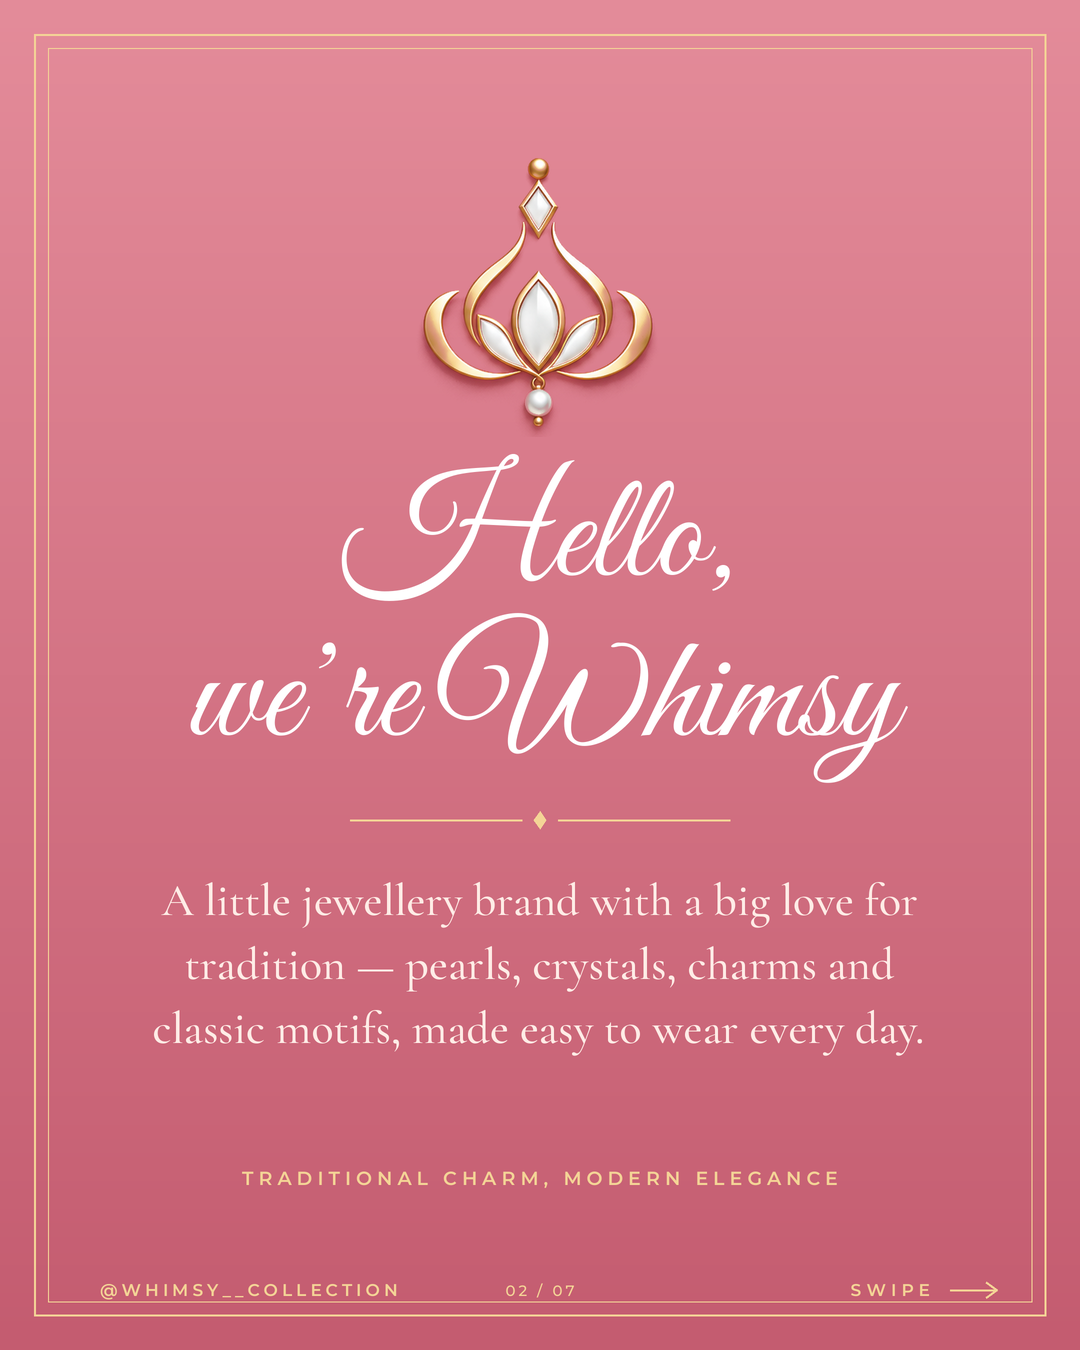 Hello,
we’re Whimsy
A little jewellery brand with a big love for
tradition — pearls, crystals, charms and
classic motifs, made easy to wear every day.
TRADITIONAL CHARM, MODERN ELEGANCE
@WHIMSY__COLLECTION
02 / 07
SWIPE →